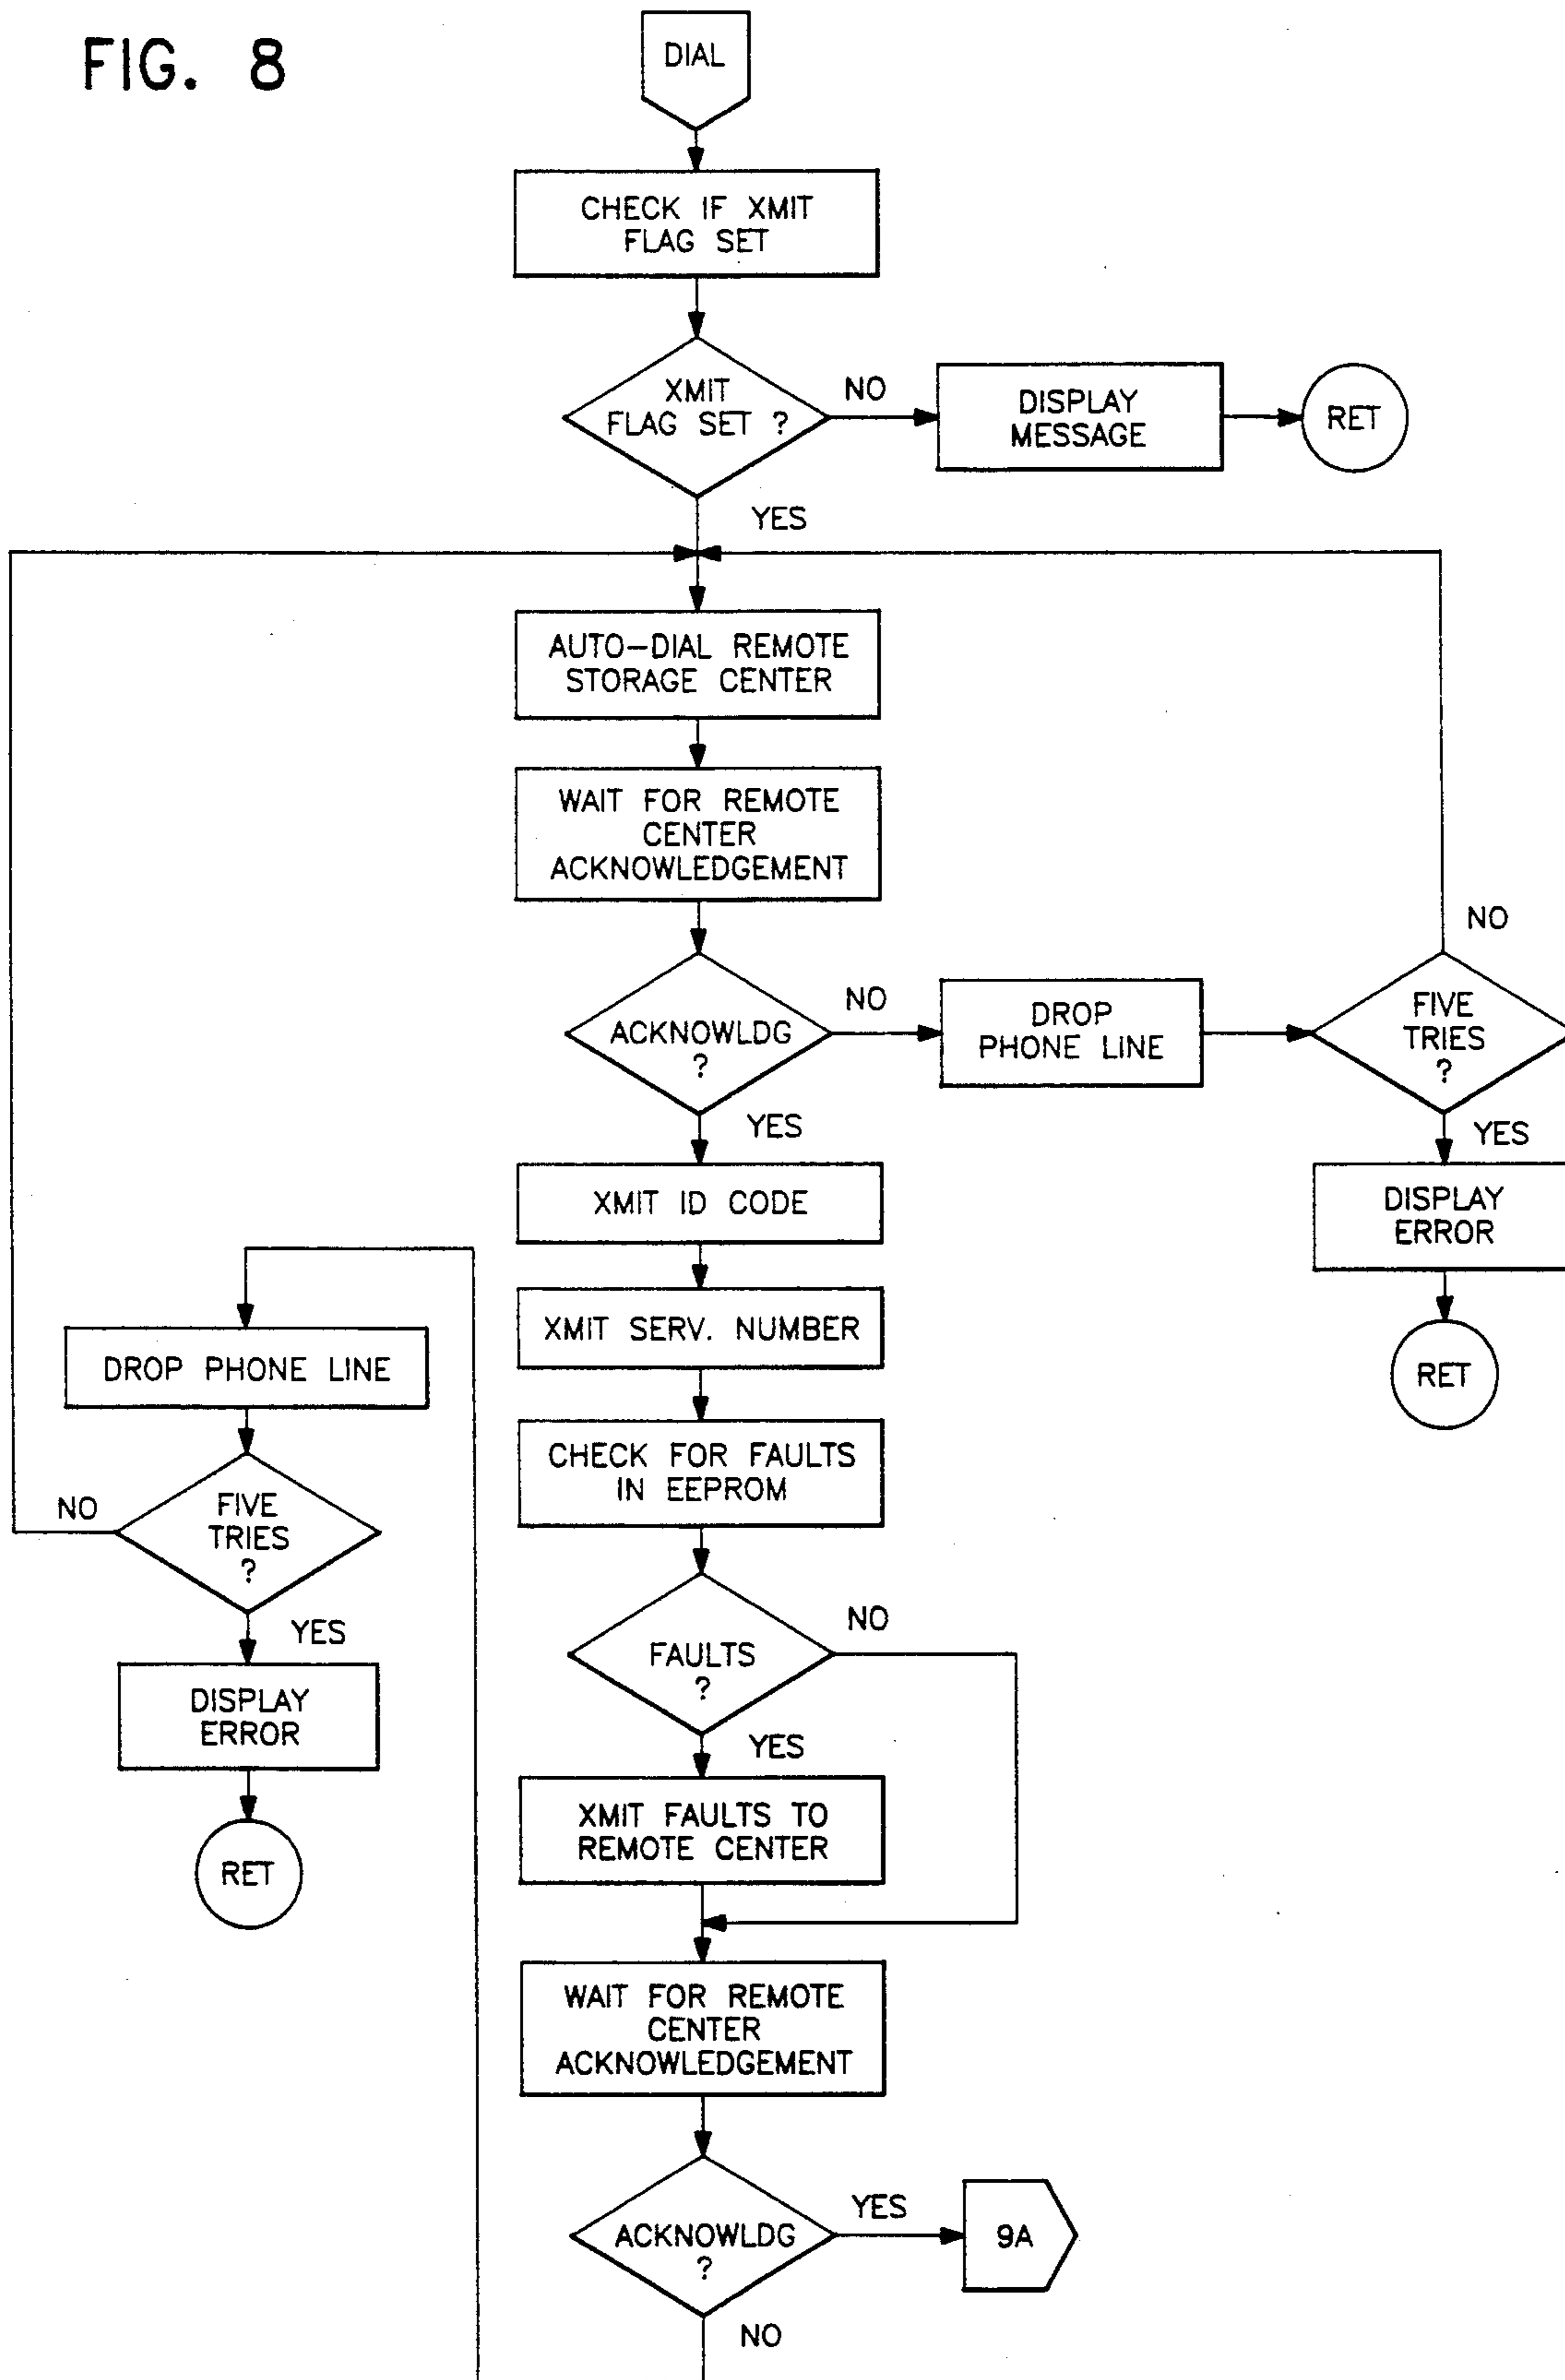 FIG. 8
DIAL
CHECK IF XMIT
FLAG SET
XMIT
FLAG SET ?
NO
DISPLAY
MESSAGE
RET
YES
AUTO-DIAL REMOTE
STORAGE CENTER
WAIT FOR REMOTE
CENTER
ACKNOWLEDGEMENT
ACKNOWLDG
?
NO
DROP
PHONE LINE
FIVE
TRIES
?
NO
YES
DISPLAY
ERROR
RET
YES
XMIT ID CODE
XMIT SERV. NUMBER
CHECK FOR FAULTS
IN EEPROM
FAULTS
?
NO
YES
XMIT FAULTS TO
REMOTE CENTER
WAIT FOR REMOTE
CENTER
ACKNOWLEDGEMENT
ACKNOWLDG
?
YES
9A
NO
DROP PHONE LINE
FIVE
TRIES
?
NO
YES
DISPLAY
ERROR
RET